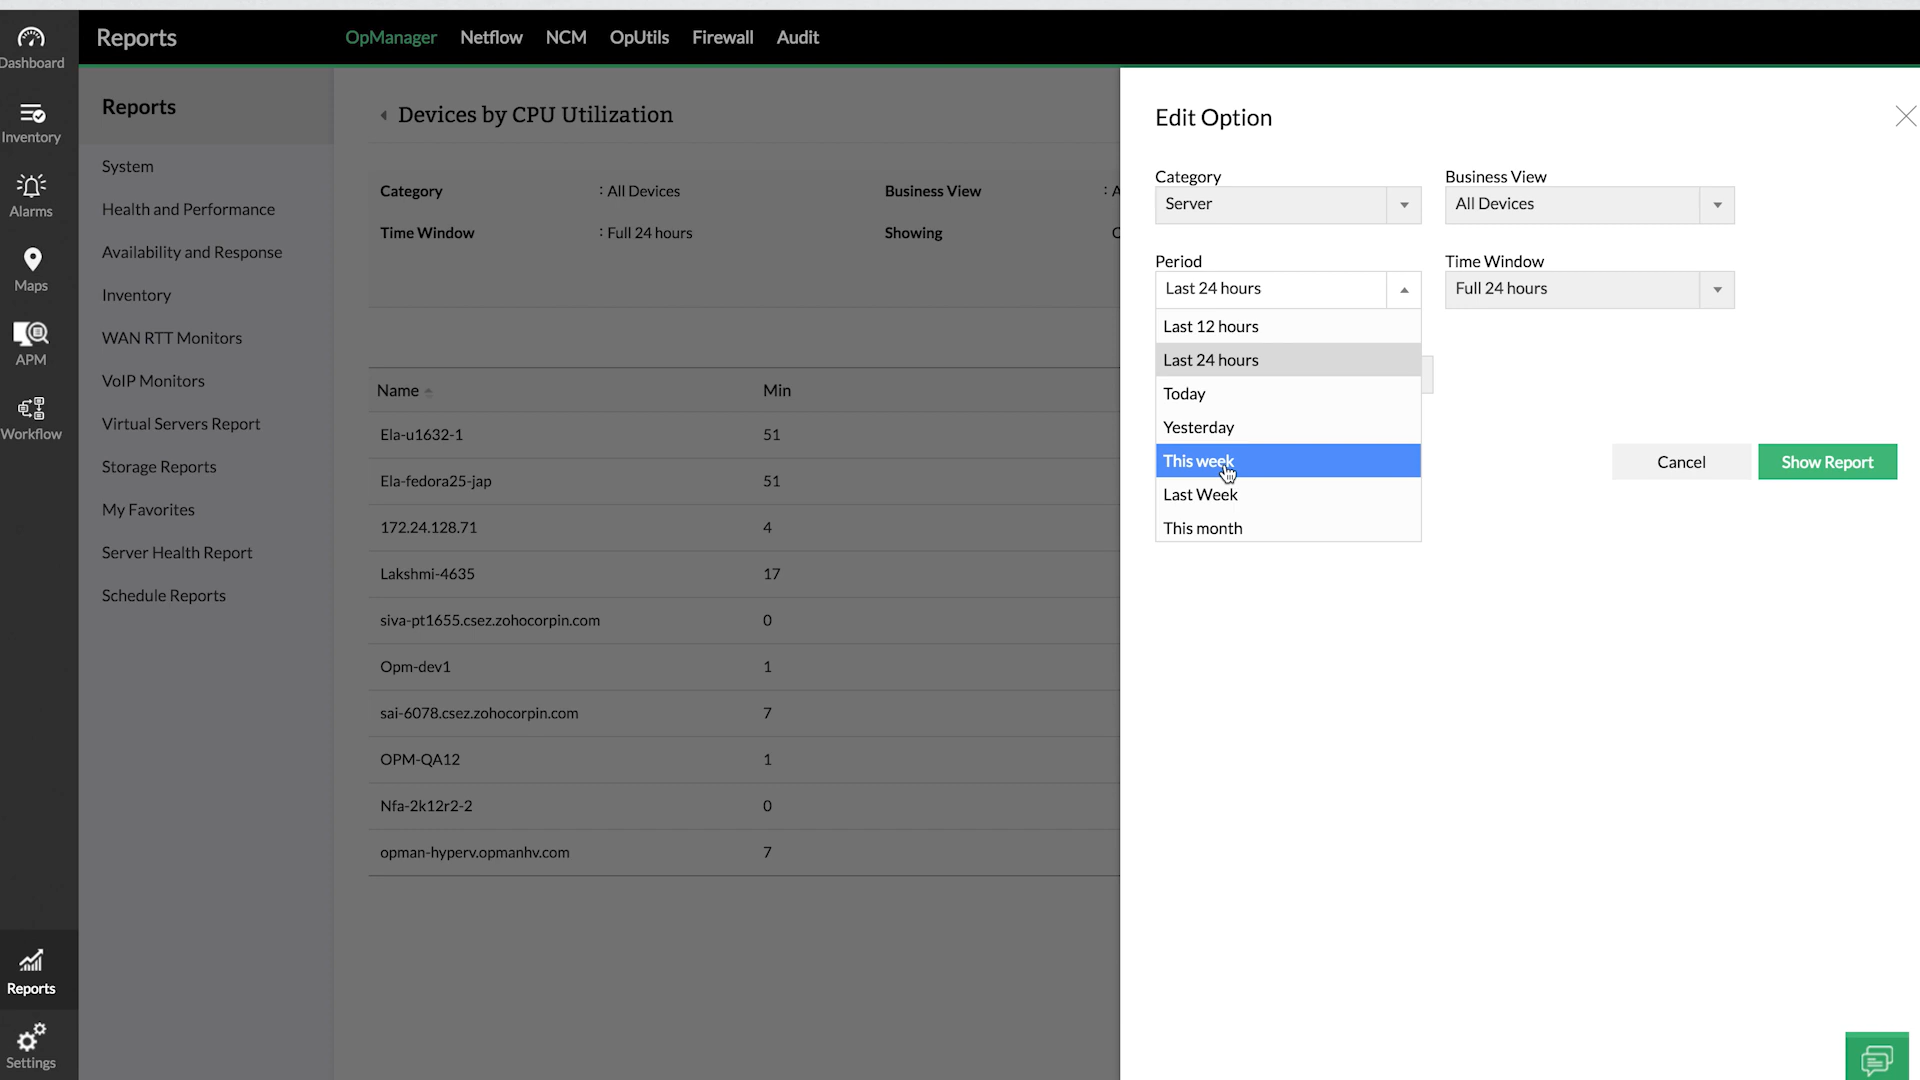 Reports
OpManager Netflow NCM OpUtils Firewall Audit
Dashboard
Inventory
Alarms
Maps
APM
Workflow
Reports
Settings
Reports
System
Health and Performance
Availability and Response
Inventory
WAN RTT Monitors
VoIP Monitors
Virtual Servers Report
Storage Reports
My Favorites
Server Health Report
Schedule Reports
Devices by CPU Utilization
Category : All Devices Business View : A
Time Window : Full 24 hours Showing
Name Min
Ela-u1632-1 51
Ela-fedora25-jap 51
172.24.128.71 4
Lakshmi-4635 17
siva-pt1655.csez.zohocorpin.com 0
Opm-dev1 1
sai-6078.csez.zohocorpin.com 7
OPM-QA12 1
Nfa-2k12r2-2 0
opman-hyperv.opmanhv.com 7
Edit Option
Category Business View
Server All Devices
Period Time Window
Last 24 hours Full 24 hours
Last 12 hours
Last 24 hours
Today
Yesterday
This week
Last Week
This month
Cancel Show Report